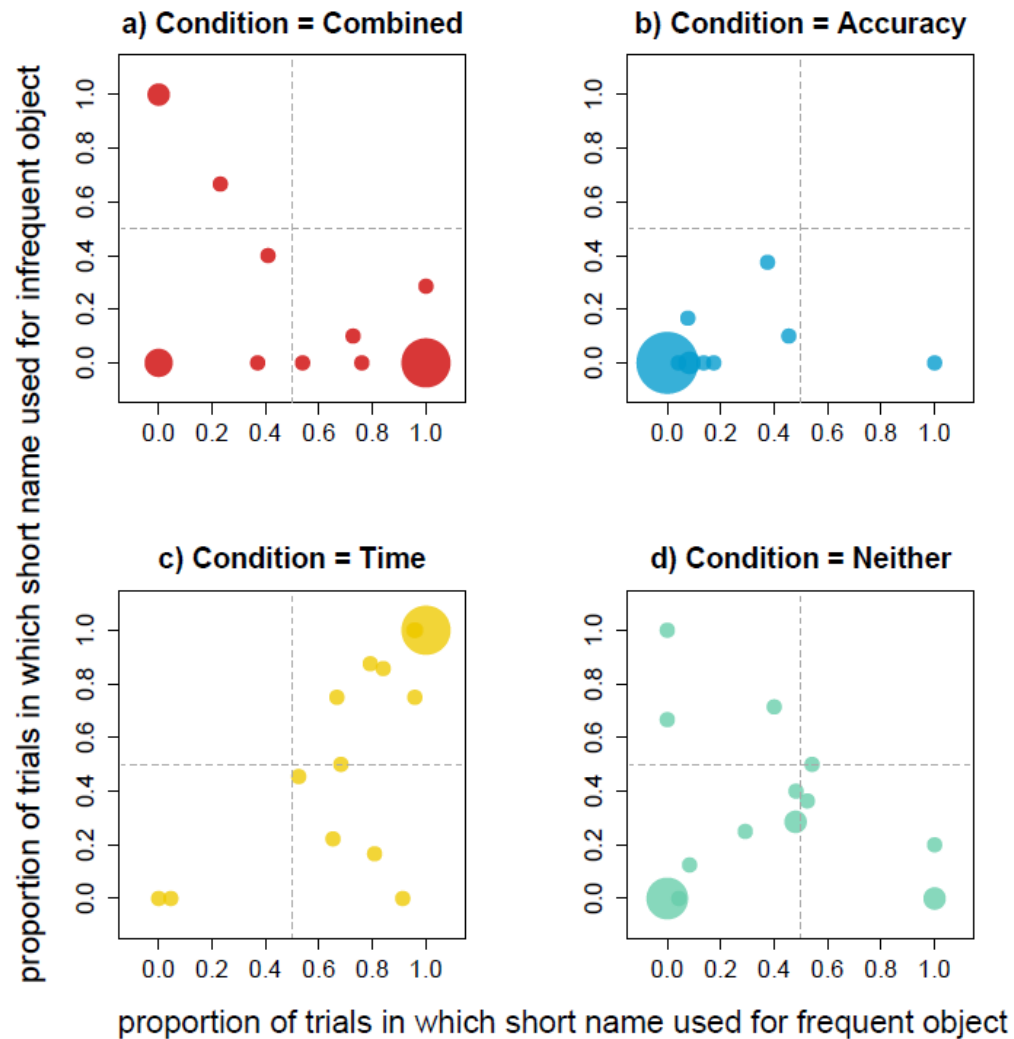 a) Condition = Combined
b) Condition = Accuracy
proportion of trials in which short name used for infrequent object
1.0
0.8
0.6
0.4
0.2
0.0
0.0 0.2 0.4 0.6 0.8 1.0
1.0
0.8
0.6
0.4
0.2
0.0
0.0 0.2 0.4 0.6 0.8 1.0
c) Condition = Time
d) Condition = Neither
1.0
0.8
0.6
0.4
0.2
0.0
0.0 0.2 0.4 0.6 0.8 1.0
1.0
0.8
0.6
0.4
0.2
0.0
0.0 0.2 0.4 0.6 0.8 1.0
proportion of trials in which short name used for frequent object